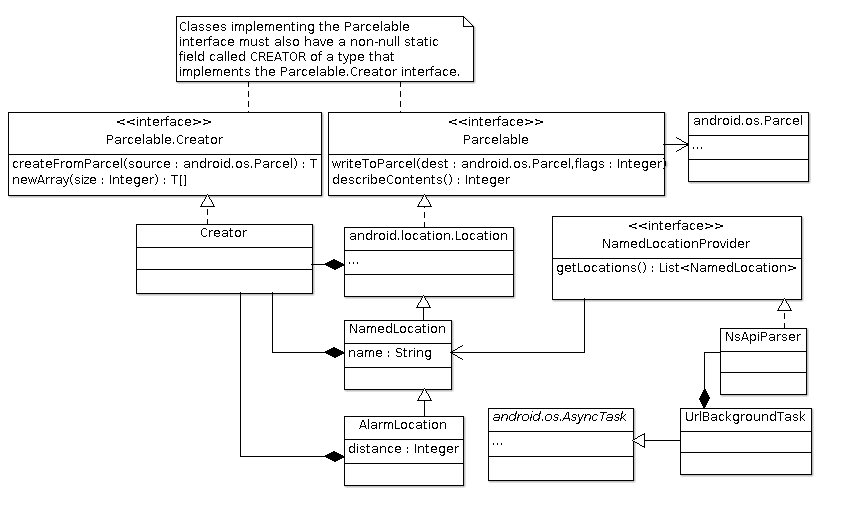 Classes implementing the Parcelable
interface must also have a non-null static
field called CREATOR of a type that
implements the Parcelable.Creator interface.
<<interface>>
Parcelable.Creator
createFromParcel(source : android.os.Parcel) : T
newArray(size : Integer) : T[]
<<interface>>
Parcelable
writeToParcel(dest : android.os.Parcel,flags : Integer)
describeContents() : Integer
android.os.Parcel
...
Creator
android.location.Location
...
<<interface>>
NamedLocationProvider
getLocations() : List<NamedLocation>
NamedLocation
name : String
NsApiParser
AlarmLocation
distance : Integer
android.os.AsyncTask
...
UrlBackgroundTask